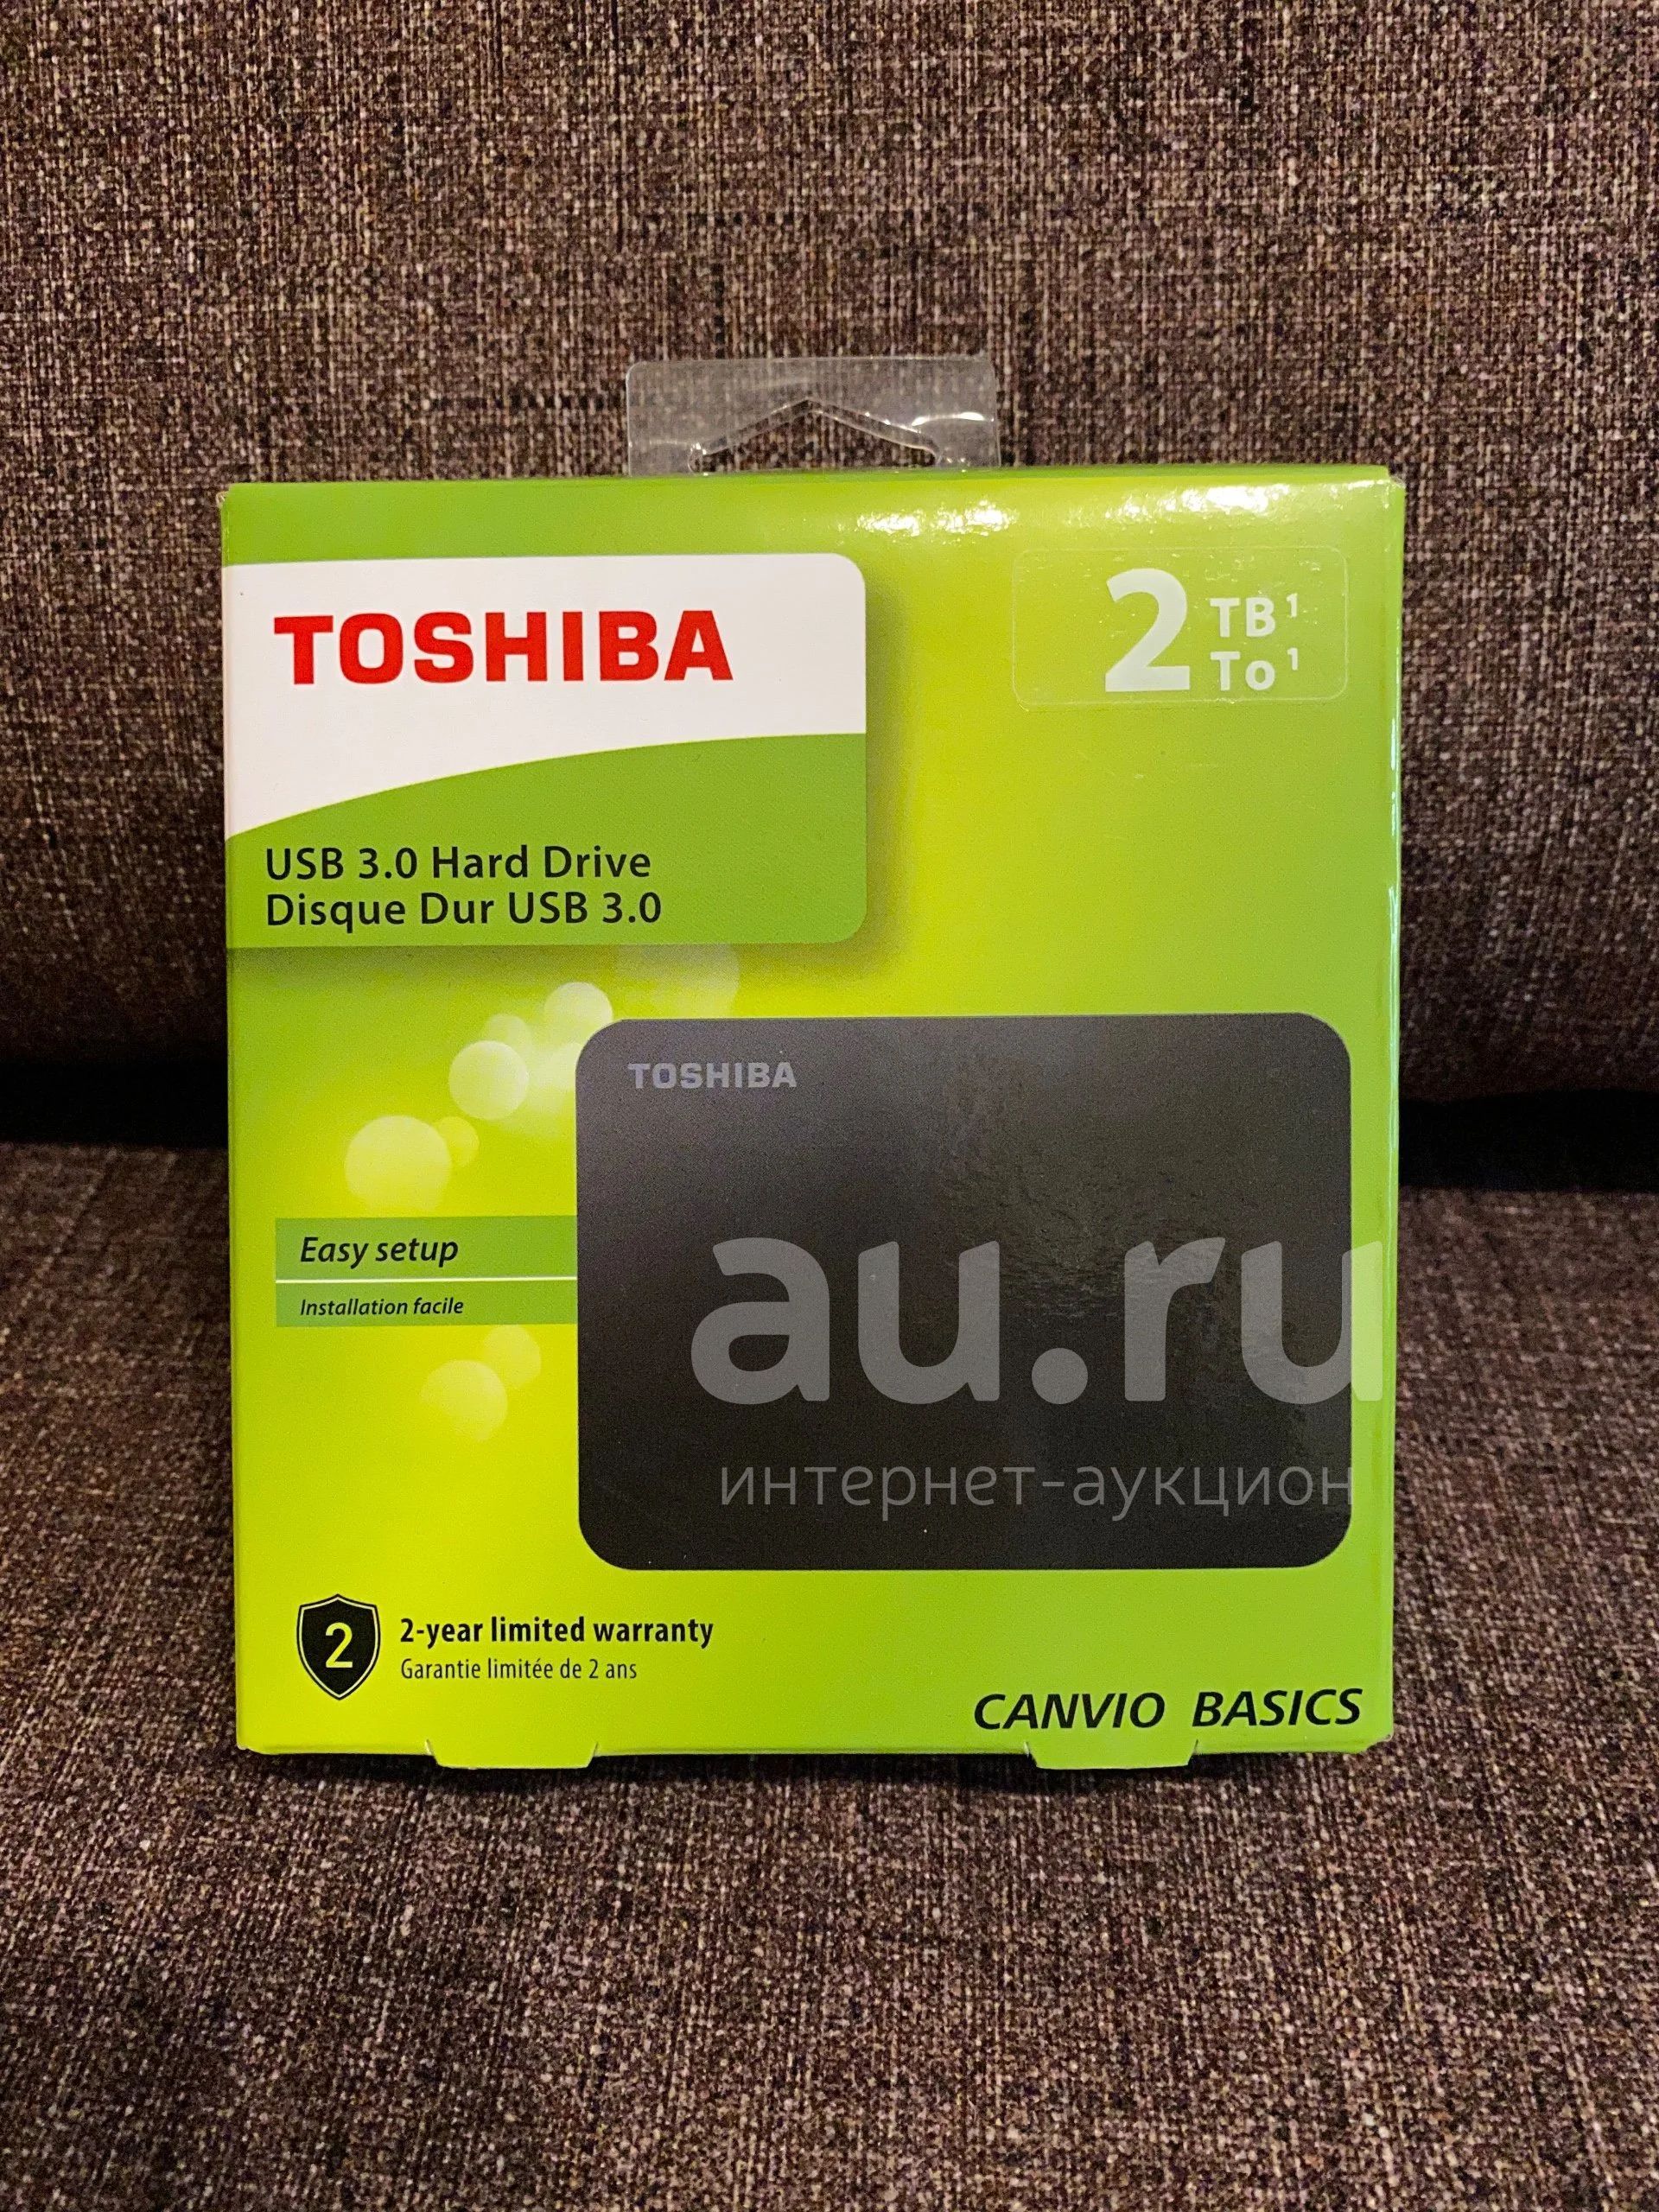 TOSHIBA
2 TB¹
To¹
USB 3.0 Hard Drive
Disque Dur USB 3.0
TOSHIBA
Easy setup
Installation facile
au.ru
интернет-аукцион
2
2-year limited warranty
Garantie limitée de 2 ans
CANVIO BASICS